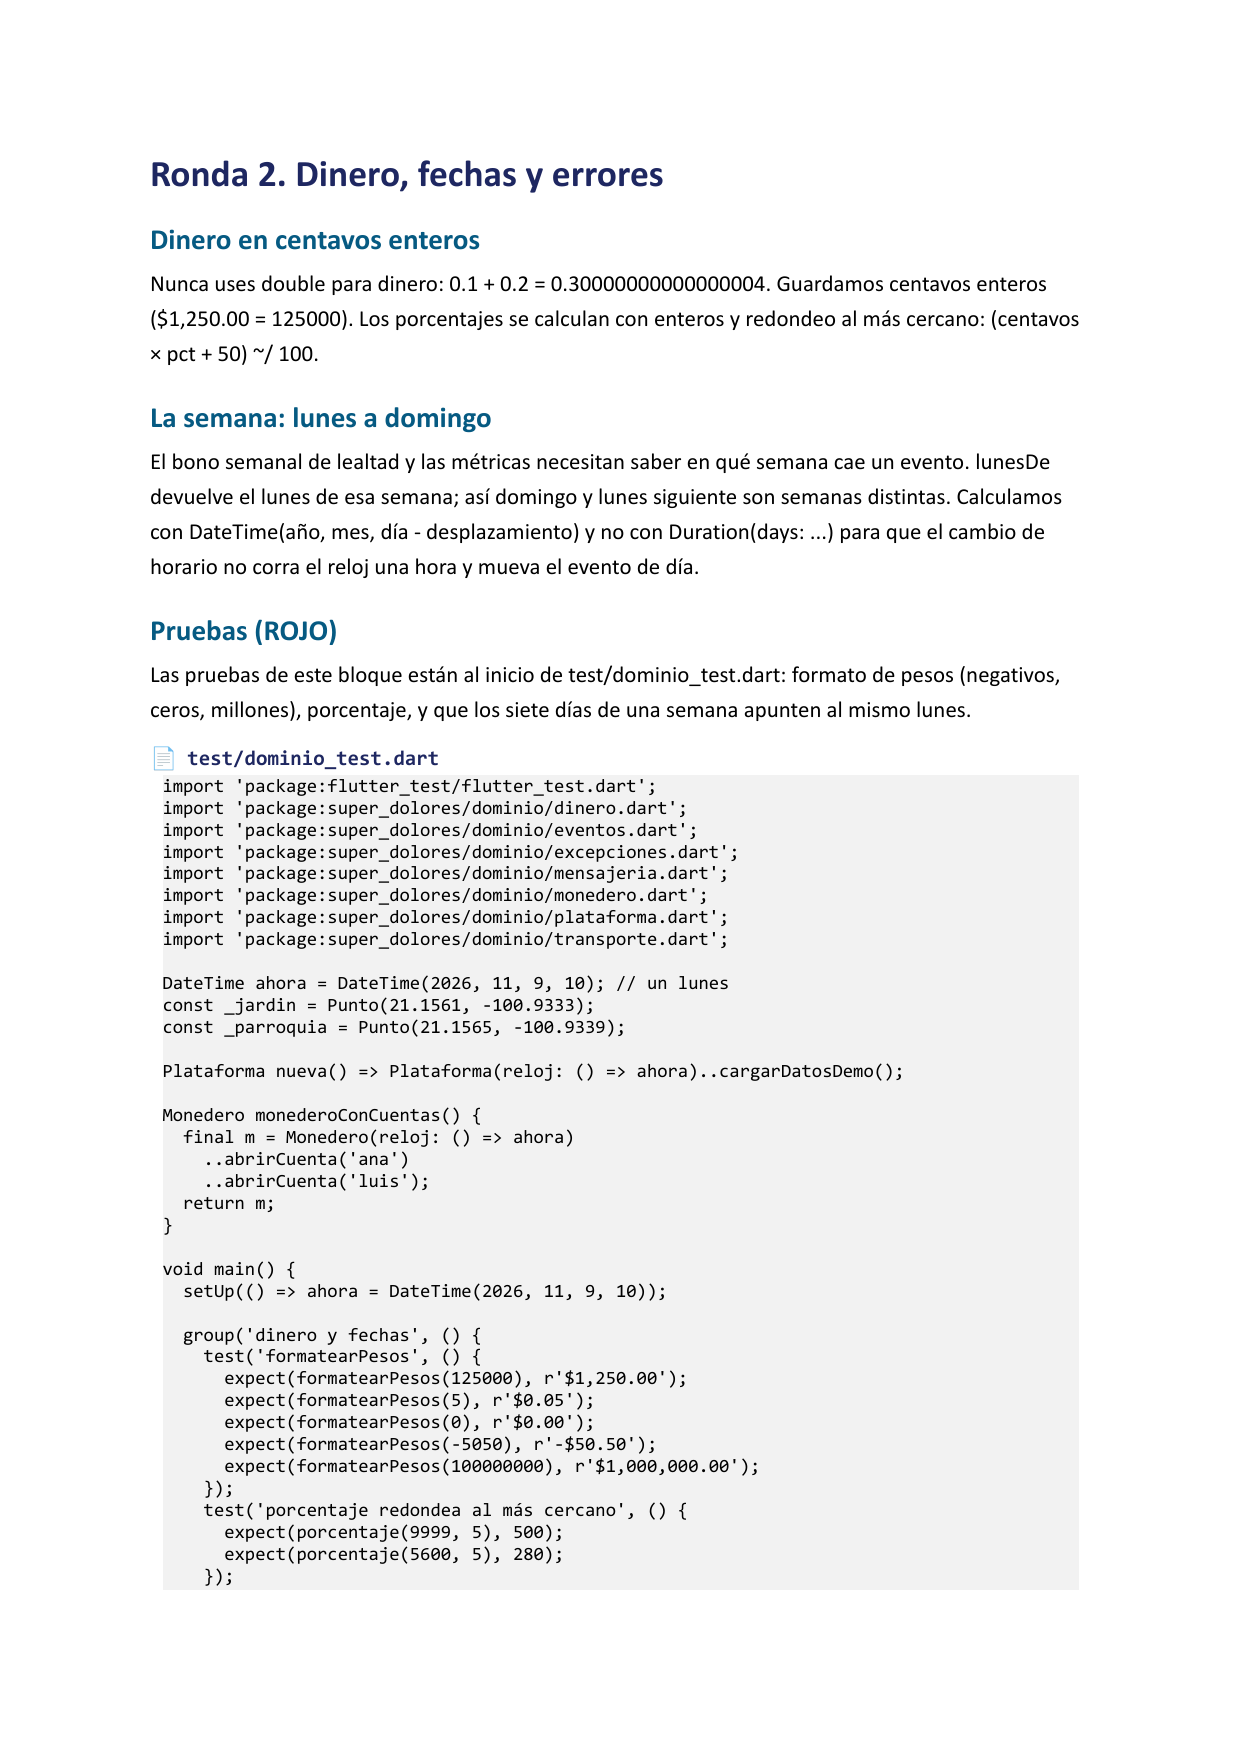 Ronda 2. Dinero, fechas y errores
Dinero en centavos enteros
Nunca uses double para dinero: 0.1 + 0.2 = 0.30000000000000004. Guardamos centavos enteros
($1,250.00 = 125000). Los porcentajes se calculan con enteros y redondeo al más cercano: (centavos
× pct + 50) ~/ 100.
La semana: lunes a domingo
El bono semanal de lealtad y las métricas necesitan saber en qué semana cae un evento. lunesDe
devuelve el lunes de esa semana; así domingo y lunes siguiente son semanas distintas. Calculamos
con DateTime(año, mes, día - desplazamiento) y no con Duration(days: ...) para que el cambio de
horario no corra el reloj una hora y mueva el evento de día.
Pruebas (ROJO)
Las pruebas de este bloque están al inicio de test/dominio_test.dart: formato de pesos (negativos,
ceros, millones), porcentaje, y que los siete días de una semana apunten al mismo lunes.
📄 test/dominio_test.dart
import 'package:flutter_test/flutter_test.dart';
import 'package:super_dolores/dominio/dinero.dart';
import 'package:super_dolores/dominio/eventos.dart';
import 'package:super_dolores/dominio/excepciones.dart';
import 'package:super_dolores/dominio/mensajeria.dart';
import 'package:super_dolores/dominio/monedero.dart';
import 'package:super_dolores/dominio/plataforma.dart';
import 'package:super_dolores/dominio/transporte.dart';

DateTime ahora = DateTime(2026, 11, 9, 10); // un lunes
const _jardin = Punto(21.1561, -100.9333);
const _parroquia = Punto(21.1565, -100.9339);

Plataforma nueva() => Plataforma(reloj: () => ahora)..cargarDatosDemo();

Monedero monederoConCuentas() {
  final m = Monedero(reloj: () => ahora)
    ..abrirCuenta('ana')
    ..abrirCuenta('luis');
  return m;
}

void main() {
  setUp(() => ahora = DateTime(2026, 11, 9, 10));

  group('dinero y fechas', () {
    test('formatearPesos', () {
      expect(formatearPesos(125000), r'$1,250.00');
      expect(formatearPesos(5), r'$0.05');
      expect(formatearPesos(0), r'$0.00');
      expect(formatearPesos(-5050), r'-$50.50');
      expect(formatearPesos(100000000), r'$1,000,000.00');
    });
    test('porcentaje redondea al más cercano', () {
      expect(porcentaje(9999, 5), 500);
      expect(porcentaje(5600, 5), 280);
    });